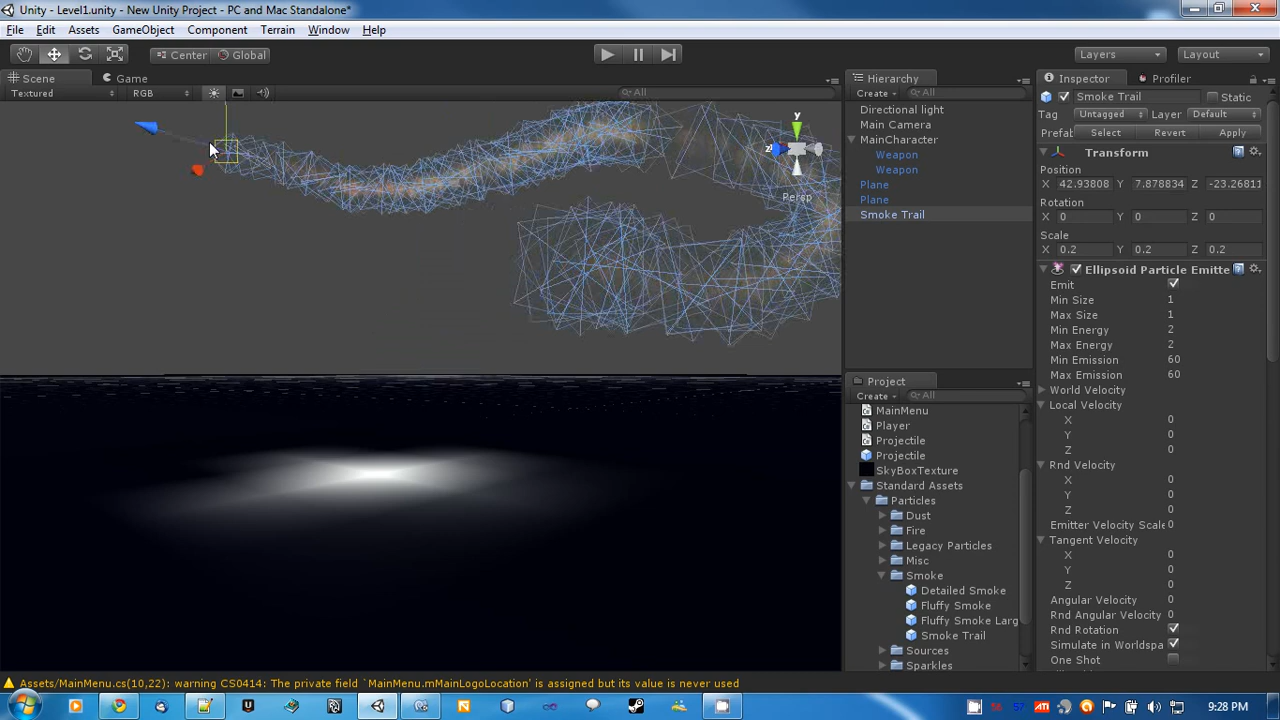 Unity - Level1.unity - New Unity Project - PC and Mac Standalone*
File Edit Assets GameObject Component Terrain Window Help
Center Global Layers Layout
Scene Game
Textured RGB All
y
z
Persp
Hierarchy
Create All
Directional light
Main Camera
MainCharacter
Weapon
Weapon
Plane
Plane
Smoke Trail
Project
Create All
MainMenu
Player
Projectile
Projectile
SkyBoxTexture
Standard Assets
Particles
Dust
Fire
Legacy Particles
Misc
Smoke
Detailed Smoke
Fluffy Smoke
Fluffy Smoke Larg
Smoke Trail
Sources
Sparkles
Inspector Profiler
Smoke Trail Static
Tag Untagged Layer Default
Prefab Select Revert Apply
Transform
Position
X 42.93808 Y 7.878834 Z -23.26811
Rotation
X 0 Y 0 Z 0
Scale
X 0.2 Y 0.2 Z 0.2
Ellipsoid Particle Emitte
Emit
Min Size 1
Max Size 1
Min Energy 2
Max Energy 2
Min Emission 60
Max Emission 60
World Velocity
Local Velocity
X 0
Y 0
Z 0
Rnd Velocity
X 0
Y 0
Z 0
Emitter Velocity Scale 0
Tangent Velocity
X 0
Y 0
Z 0
Angular Velocity 0
Rnd Angular Velocity 0
Rnd Rotation
Simulate in Worldspa
One Shot
Assets/MainMenu.cs(10,22): warning CS0414: The private field `MainMenu.mMainLogoLocation' is assigned but its value is never used
9:28 PM